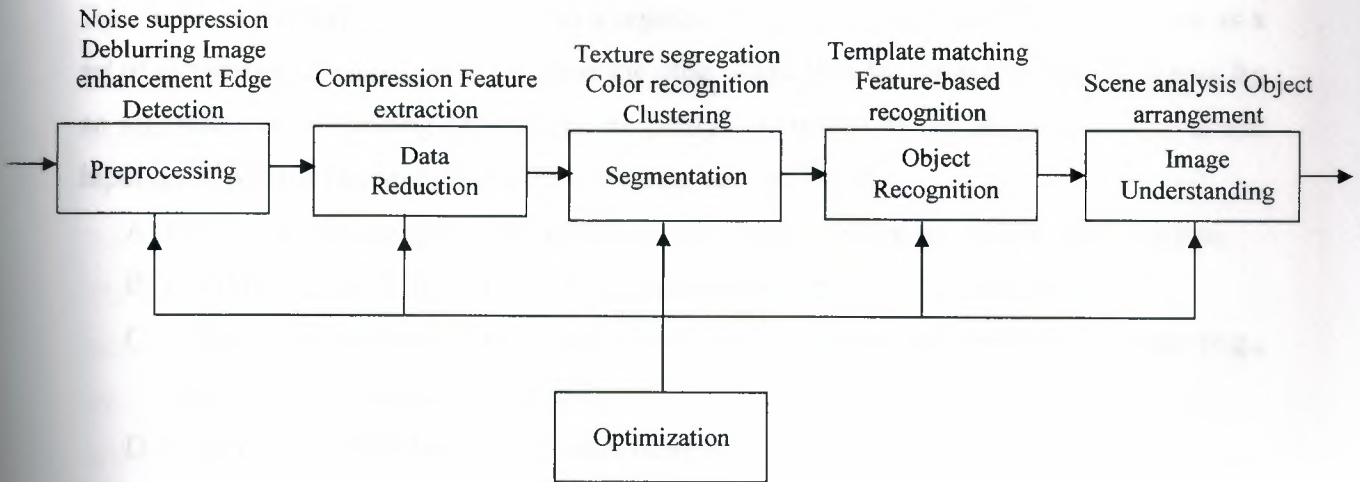 Noise suppression
Deblurring Image
enhancement Edge
Detection
Compression Feature
extraction
Texture segregation
Color recognition
Clustering
Template matching
Feature-based
recognition
Scene analysis Object
arrangement
Preprocessing
Data
Reduction
Segmentation
Object
Recognition
Image
Understanding
Optimization